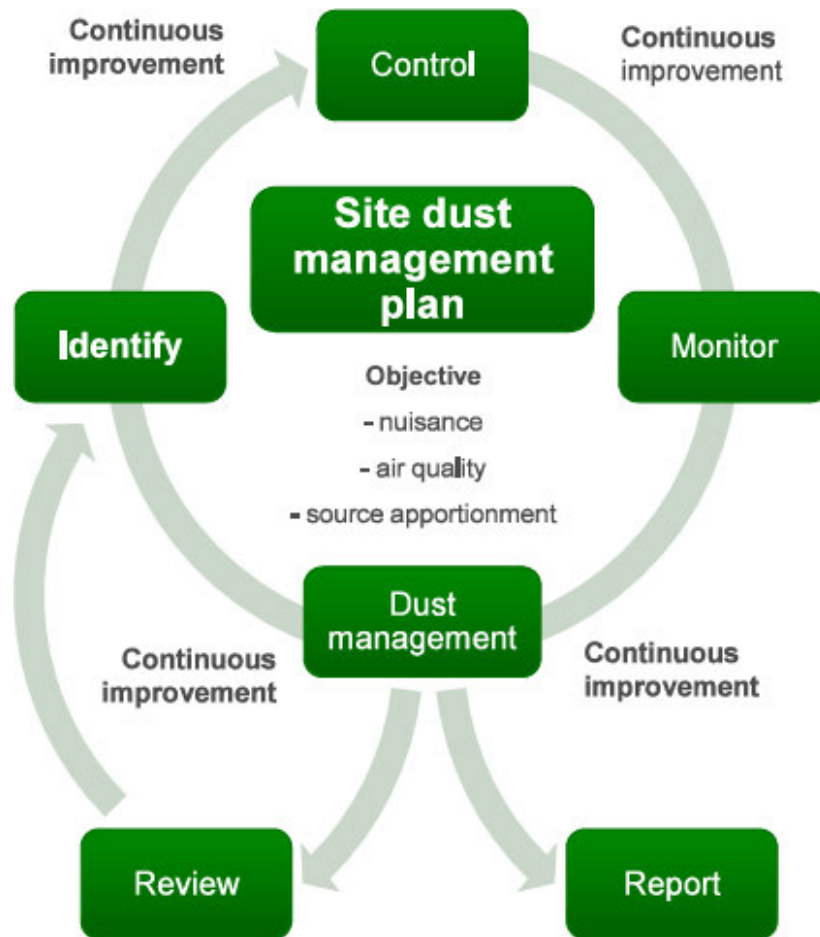 Continuous
improvement
Control
Continuous
improvement
Site dust
management
plan
Identify
Monitor
Objective
- nuisance
- air quality
- source apportionment
Dust
management
Continuous
improvement
Continuous
improvement
Review
Report